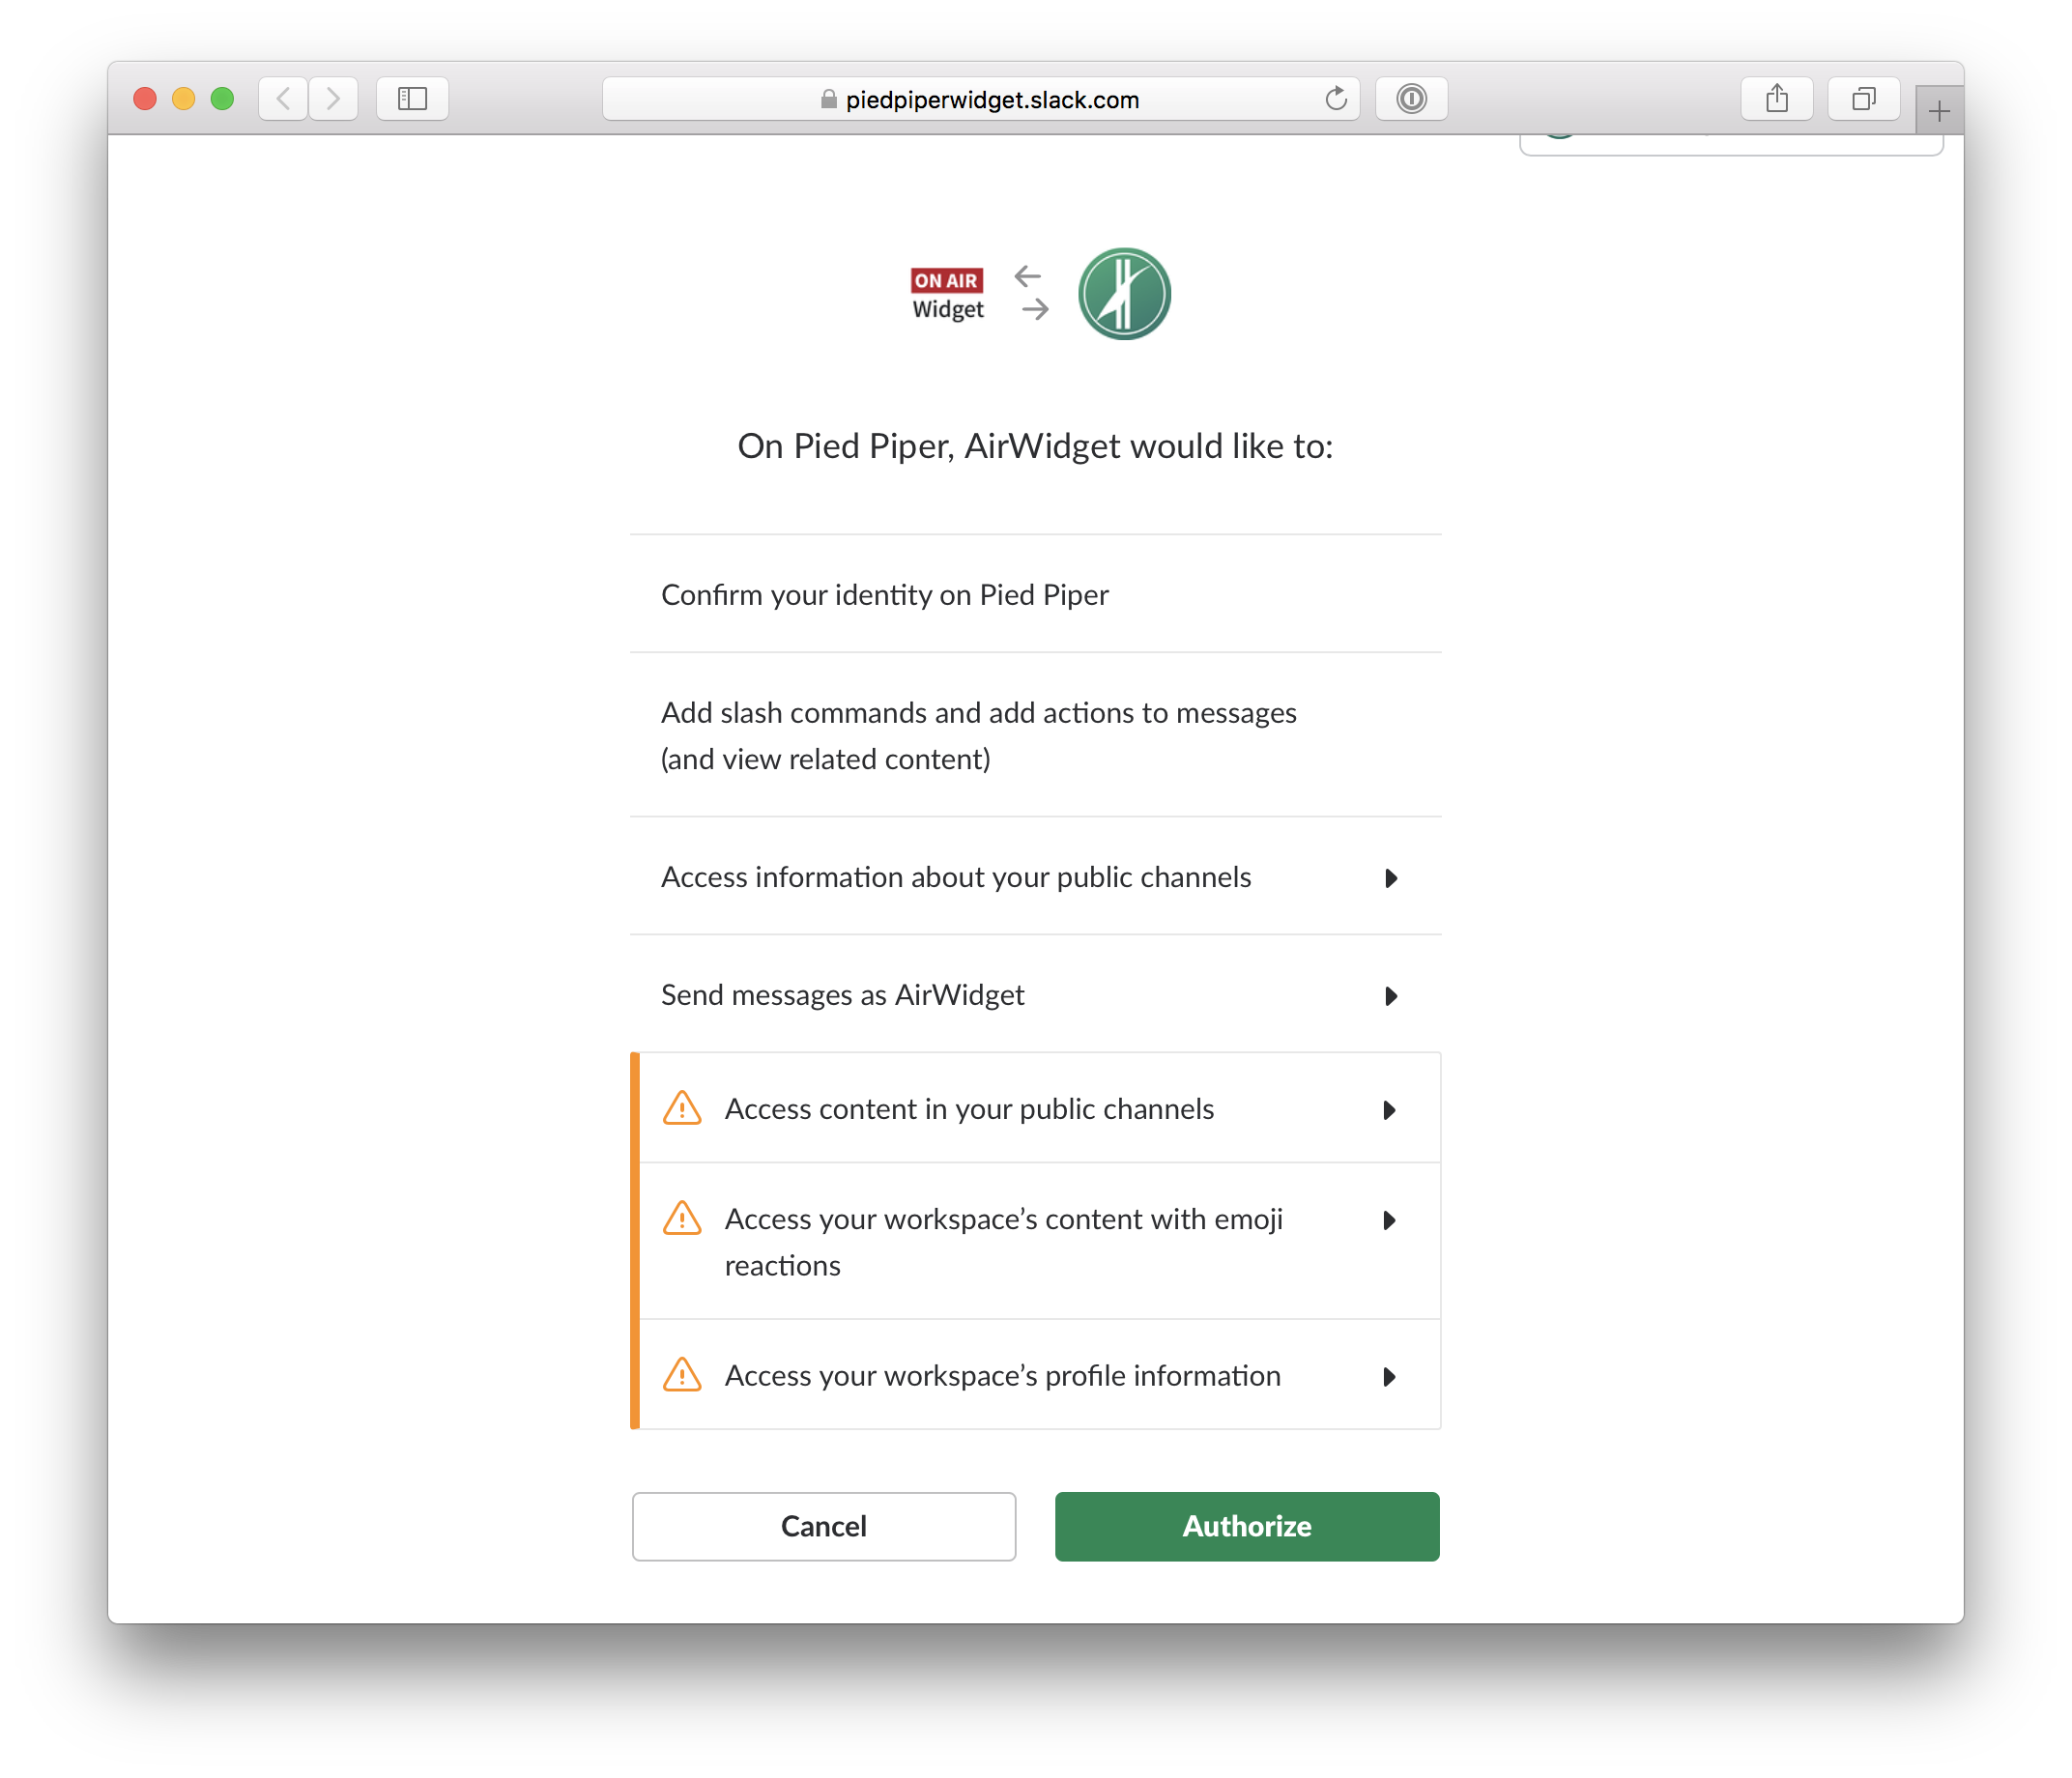 piedpiperwidget.slack.com
ON AIR
Widget
On Pied Piper, AirWidget would like to:
Confirm your identity on Pied Piper
Add slash commands and add actions to messages
(and view related content)
Access information about your public channels
Send messages as AirWidget
Access content in your public channels
Access your workspace’s content with emoji
reactions
Access your workspace’s profile information
Cancel
Authorize